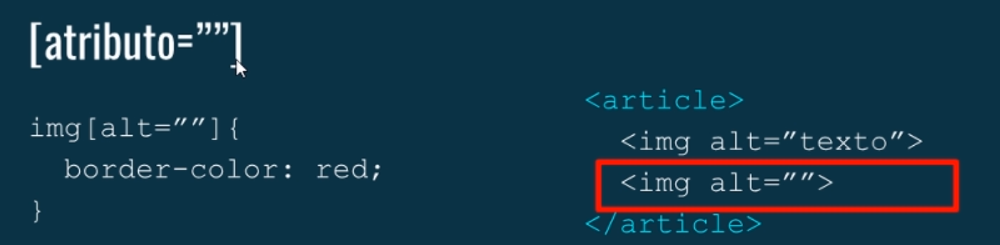 [atributo=””]
img[alt=””]{
border-color: red;
}
<article>
<img alt=”texto”>
<img alt=””>
</article>